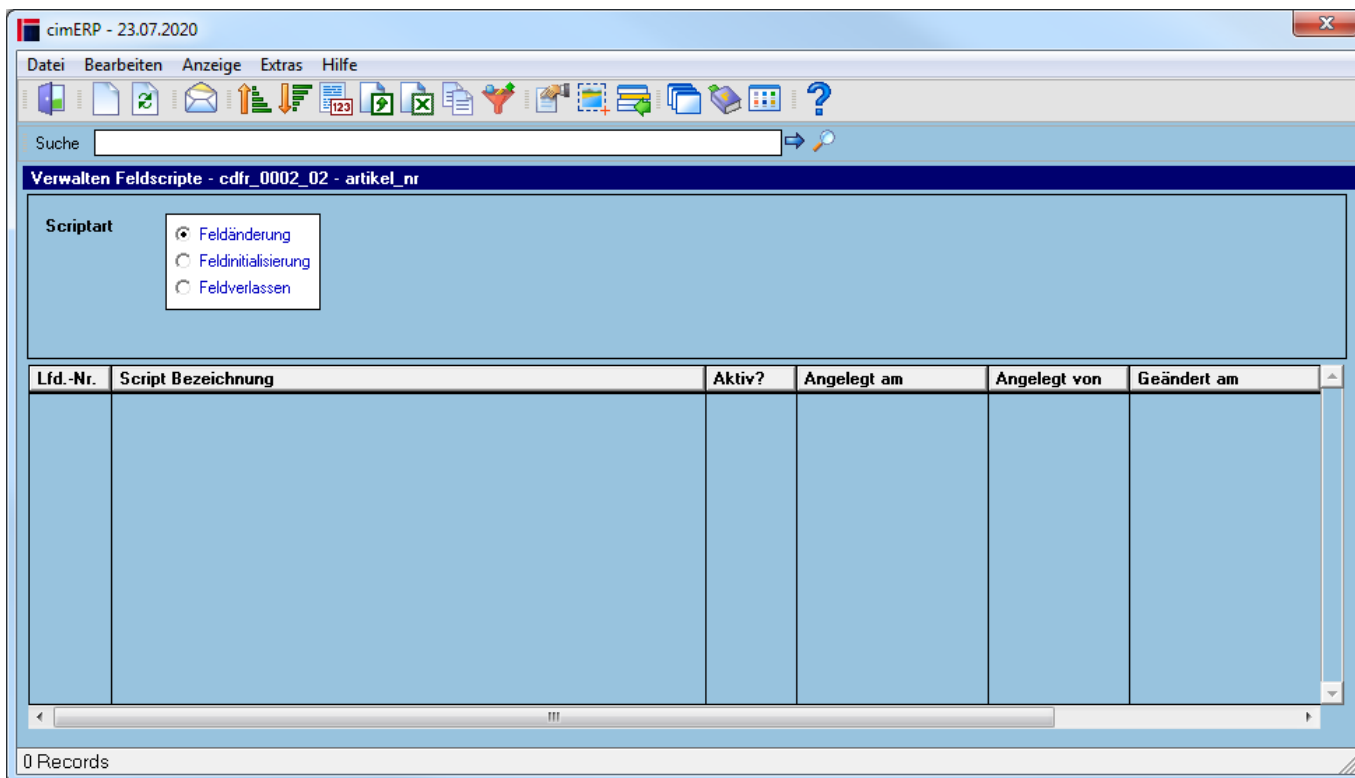 cimERP - 23.07.2020
Datei Bearbeiten Anzeige Extras Hilfe
123
Suche
Verwalten Feldscripte - cdfr_0002_02 - artikel_nr
Scriptart
Feldänderung
Feldinitialisierung
Feldverlassen
Lfd.-Nr. Script Bezeichnung Aktiv? Angelegt am Angelegt von Geändert am
0 Records